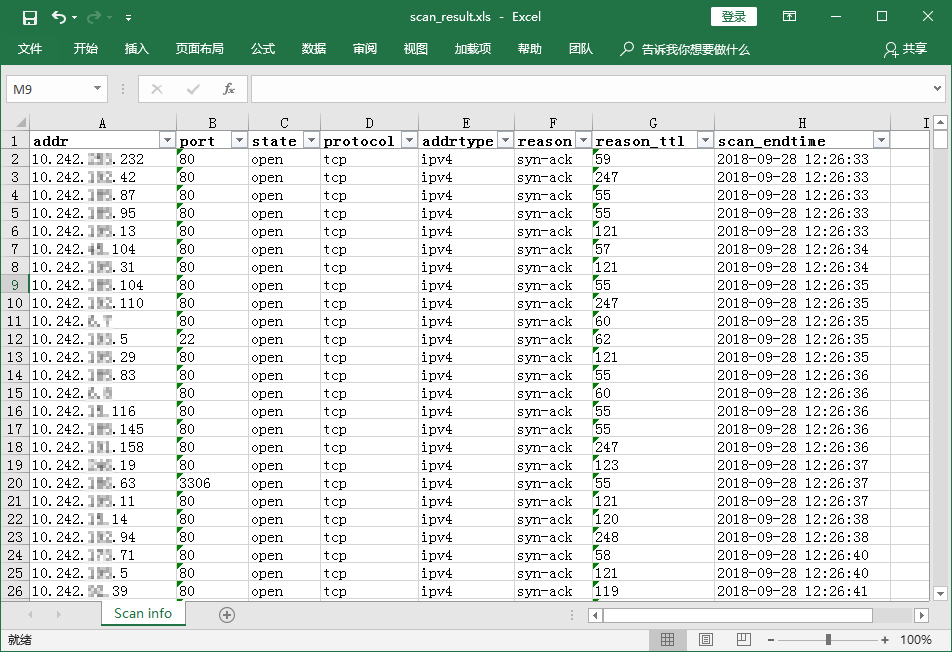 scan_result.xls - Excel
登录
文件 开始 插入 页面布局 公式 数据 审阅 视图 加载项 帮助 团队 告诉我你想要做什么 共享
M9 fx
A B C D E F G H I
1 addr port state protocol addrtype reason reason_ttl scan_endtime
2 10.242. .232 80 open tcp ipv4 syn-ack 59 2018-09-28 12:26:33
3 10.242. .42 80 open tcp ipv4 syn-ack 247 2018-09-28 12:26:33
4 10.242. .87 80 open tcp ipv4 syn-ack 55 2018-09-28 12:26:33
5 10.242. .95 80 open tcp ipv4 syn-ack 55 2018-09-28 12:26:33
6 10.242. .13 80 open tcp ipv4 syn-ack 121 2018-09-28 12:26:33
7 10.242. .104 80 open tcp ipv4 syn-ack 57 2018-09-28 12:26:34
8 10.242. .31 80 open tcp ipv4 syn-ack 121 2018-09-28 12:26:34
9 10.242. .104 80 open tcp ipv4 syn-ack 55 2018-09-28 12:26:35
10 10.242. .110 80 open tcp ipv4 syn-ack 247 2018-09-28 12:26:35
11 10.242. 80 open tcp ipv4 syn-ack 60 2018-09-28 12:26:35
12 10.242. .5 22 open tcp ipv4 syn-ack 62 2018-09-28 12:26:35
13 10.242. .29 80 open tcp ipv4 syn-ack 121 2018-09-28 12:26:35
14 10.242. .83 80 open tcp ipv4 syn-ack 55 2018-09-28 12:26:36
15 10.242. 80 open tcp ipv4 syn-ack 60 2018-09-28 12:26:36
16 10.242. .116 80 open tcp ipv4 syn-ack 55 2018-09-28 12:26:36
17 10.242. .145 80 open tcp ipv4 syn-ack 55 2018-09-28 12:26:36
18 10.242. .158 80 open tcp ipv4 syn-ack 247 2018-09-28 12:26:36
19 10.242. .19 80 open tcp ipv4 syn-ack 123 2018-09-28 12:26:37
20 10.242. .63 3306 open tcp ipv4 syn-ack 55 2018-09-28 12:26:37
21 10.242. .11 80 open tcp ipv4 syn-ack 121 2018-09-28 12:26:37
22 10.242. .14 80 open tcp ipv4 syn-ack 120 2018-09-28 12:26:38
23 10.242. .94 80 open tcp ipv4 syn-ack 248 2018-09-28 12:26:38
24 10.242. .71 80 open tcp ipv4 syn-ack 58 2018-09-28 12:26:40
25 10.242. .5 80 open tcp ipv4 syn-ack 121 2018-09-28 12:26:40
26 10.242. .39 80 open tcp ipv4 syn-ack 119 2018-09-28 12:26:41
Scan info
就绪 100%